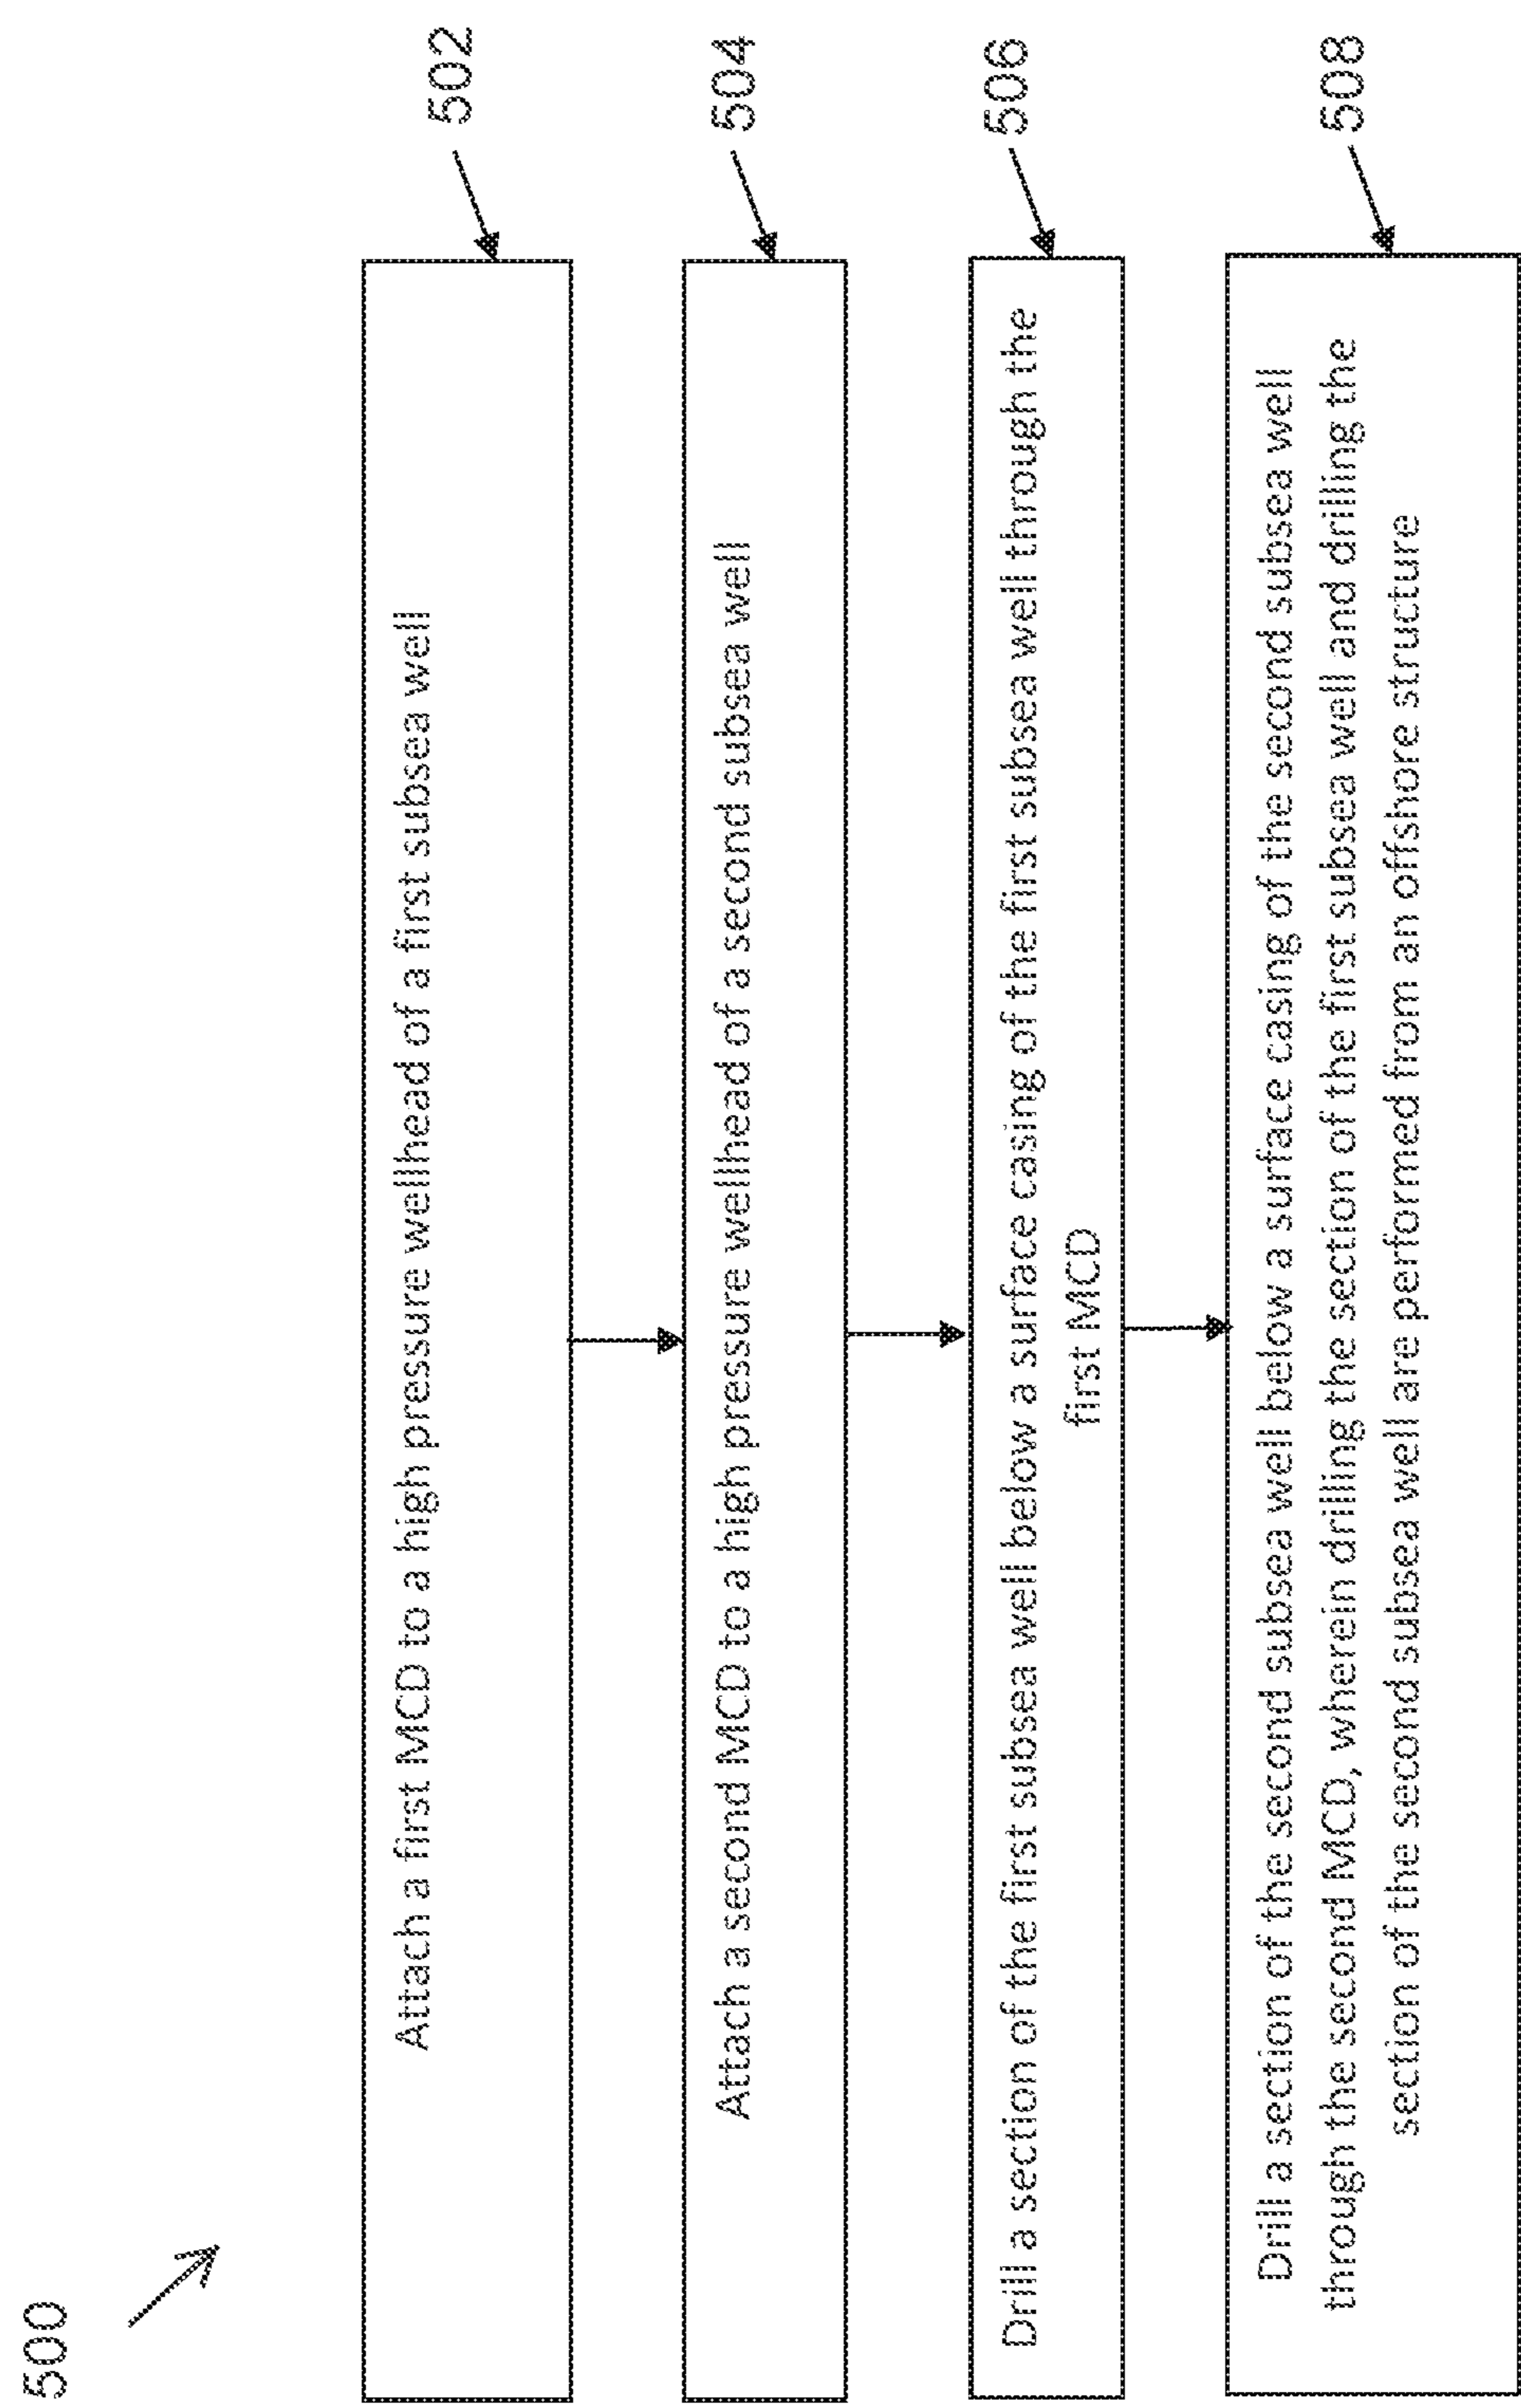 500
Attach a first MCD to a high pressure wellhead of a first subsea well
502
Attach a second MCD to a high pressure wellhead of a second subsea well
504
Drill a section of the first subsea well below a surface casing of the first subsea well through the
first MCD
506
Drill a section of the second subsea well below a surface casing of the second subsea well
through the second MCD, wherein drilling the section of the first subsea well and drilling the
section of the second subsea well are performed from an offshore structure
508